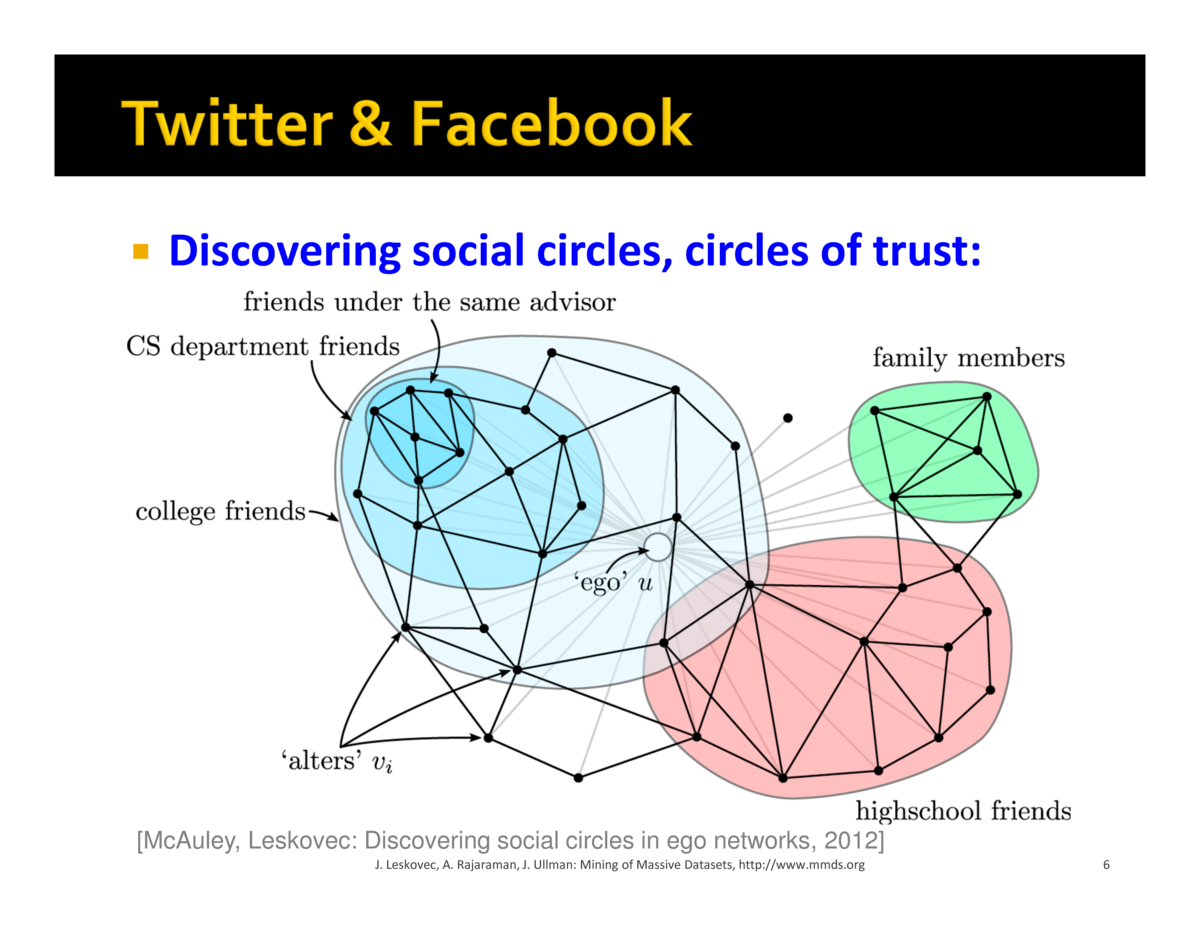 Twitter & Facebook
Discovering social circles, circles of trust:
friends under the same advisor
CS department friends
family members
college friends
‘ego’ u
‘alters’ vᵢ
highschool friends
[McAuley, Leskovec: Discovering social circles in ego networks, 2012]
J. Leskovec, A. Rajaraman, J. Ullman: Mining of Massive Datasets, http://www.mmds.org
6